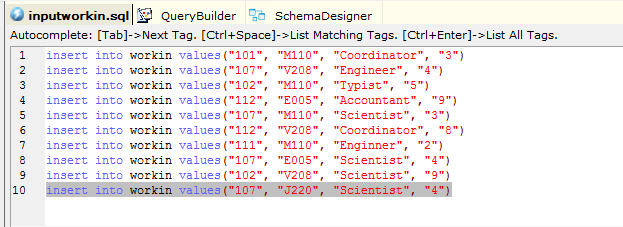 inputworkin.sql QueryBuilder SchemaDesigner
Autocomplete: [Tab]->Next Tag. [Ctrl+Space]->List Matching Tags. [Ctrl+Enter]->List All Tags.
1 insert into workin values("101", "M110", "Coordinator", "3")
2 insert into workin values("107", "V208", "Engineer", "4")
3 insert into workin values("102", "M110", "Typist", "5")
4 insert into workin values("112", "E005", "Accountant", "9")
5 insert into workin values("107", "M110", "Scientist", "3")
6 insert into workin values("112", "V208", "Coordinator", "8")
7 insert into workin values("111", "M110", "Enginner", "2")
8 insert into workin values("107", "E005", "Scientist", "4")
9 insert into workin values("102", "V208", "Scientist", "9")
10 insert into workin values("107", "J220", "Scientist", "4")